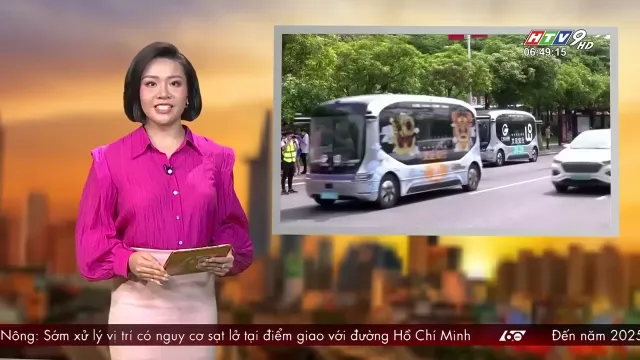 HTV9 HD
06:49:15
19
Nông: Sớm xử lý vị trí có nguy cơ sạt lở tại điểm giao với đường Hồ Chí Minh
Đến năm 2025